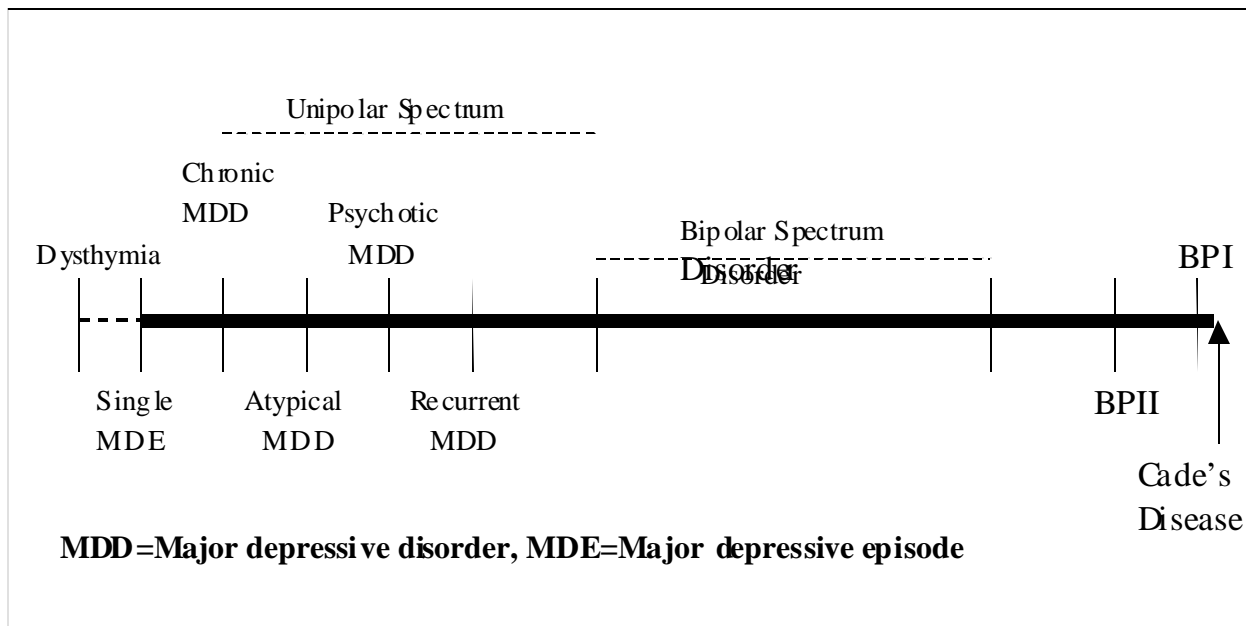 Unipolar Spectrum
Chronic
MDD
Psychotic
MDD
Dysthymia
Bipolar Spectrum
Disorder
Disorder
BPI
Single
MDE
Atypical
MDD
Recurrent
MDD
BPII
Cade's
Disease
MDD=Major depressive disorder, MDE=Major depressive episode